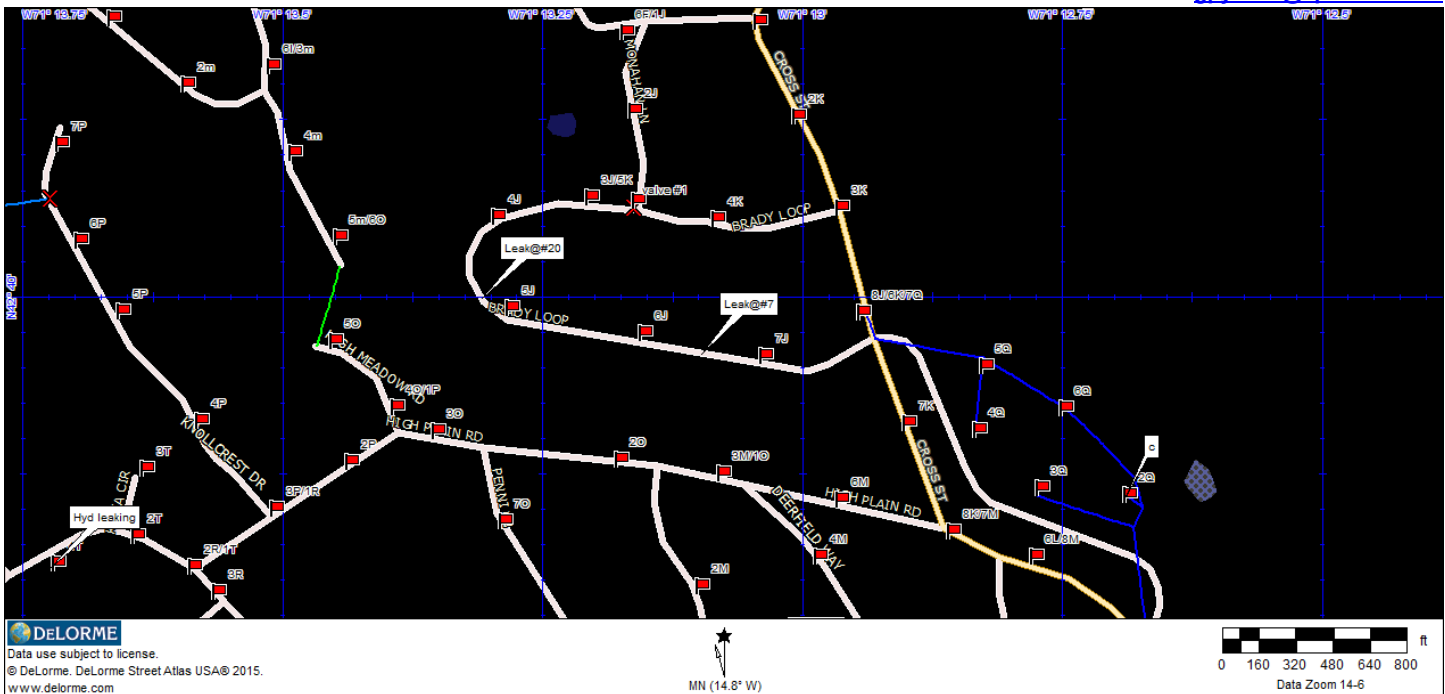 W71° 13.75'
W71° 13.5'
W71° 13.25'
6E/1J
W71° 13'
W71° 12.75'
W71° 12.5'
6I/3m
2m
MONAHAN LN
CROSS ST
2J
2K
7P
4m
3J/5K
valve #1
4J
4K
3K
BRADY LOOP
6P
5m/6O
Leak@#20
N42° 40'
5P
5J
BRADY LOOP
Leak@#7
8J/6K/7Q
6J
7J
5O
5Q
4O/1P
6Q
4P
3O
HIGH PLAIN RD
7K
4Q
KNOLLCREST DR
2P
2O
3M/1O
CROSS ST
c
3T
3Q
2Q
3P/1R
6M
HIGH PLAIN RD
Hyd leaking
7O
DEERFIELD WAY
8K/7M
2T
2R/1T
4M
6L/8M
3R
2M
DELORME
Data use subject to license.
© DeLorme. DeLorme Street Atlas USA® 2015.
www.delorme.com
MN (14.8° W)
ft
0 160 320 480 640 800
Data Zoom 14-6